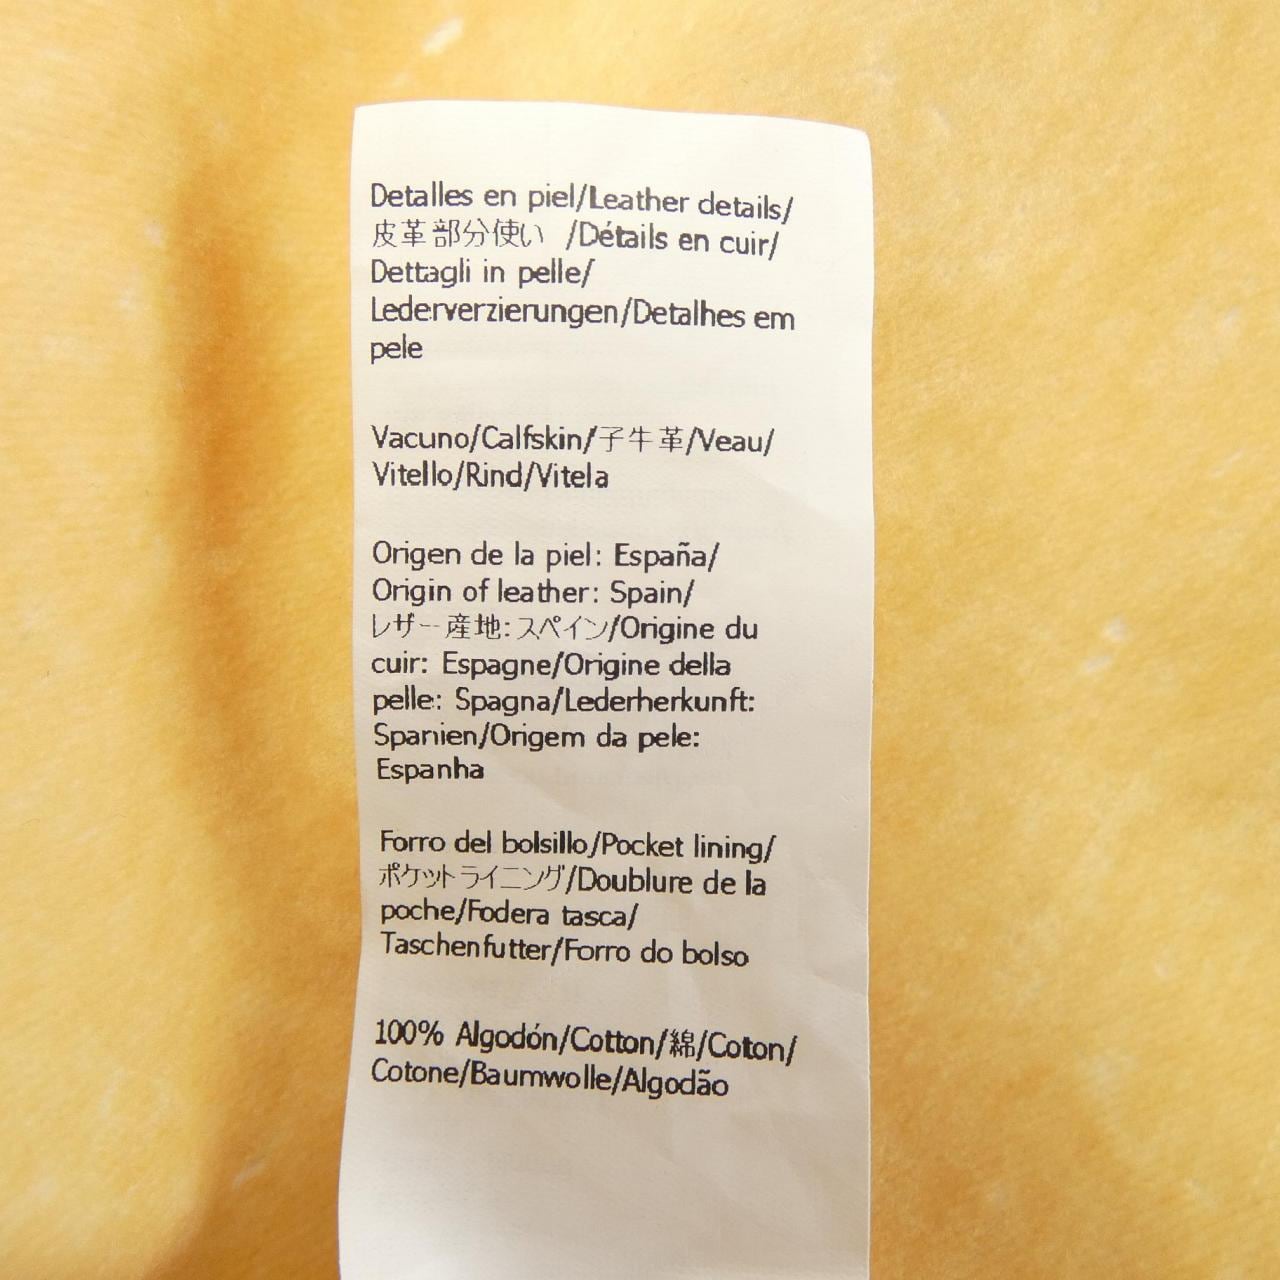 Detalles en piel/Leather details/
皮革部分使い /Détails en cuir/
Dettagli in pelle/
Lederverzierungen/Detalhes em
pele
Vacuno/Calfskin/子牛革/Veau/
Vitello/Rind/Vitela
Origen de la piel: España/
Origin of leather: Spain/
レザー産地:スペイン/Origine du
cuir: Espagne/Origine della
pelle: Spagna/Lederherkunft:
Spanien/Origem da pele:
Espanha
Forro del bolsillo/Pocket lining/
ポケットライニング/Doublure de la
poche/Fodera tasca/
Taschenfutter/Forro do bolso
100% Algodón/Cotton/綿/Coton/
Cotone/Baumwolle/Algodão